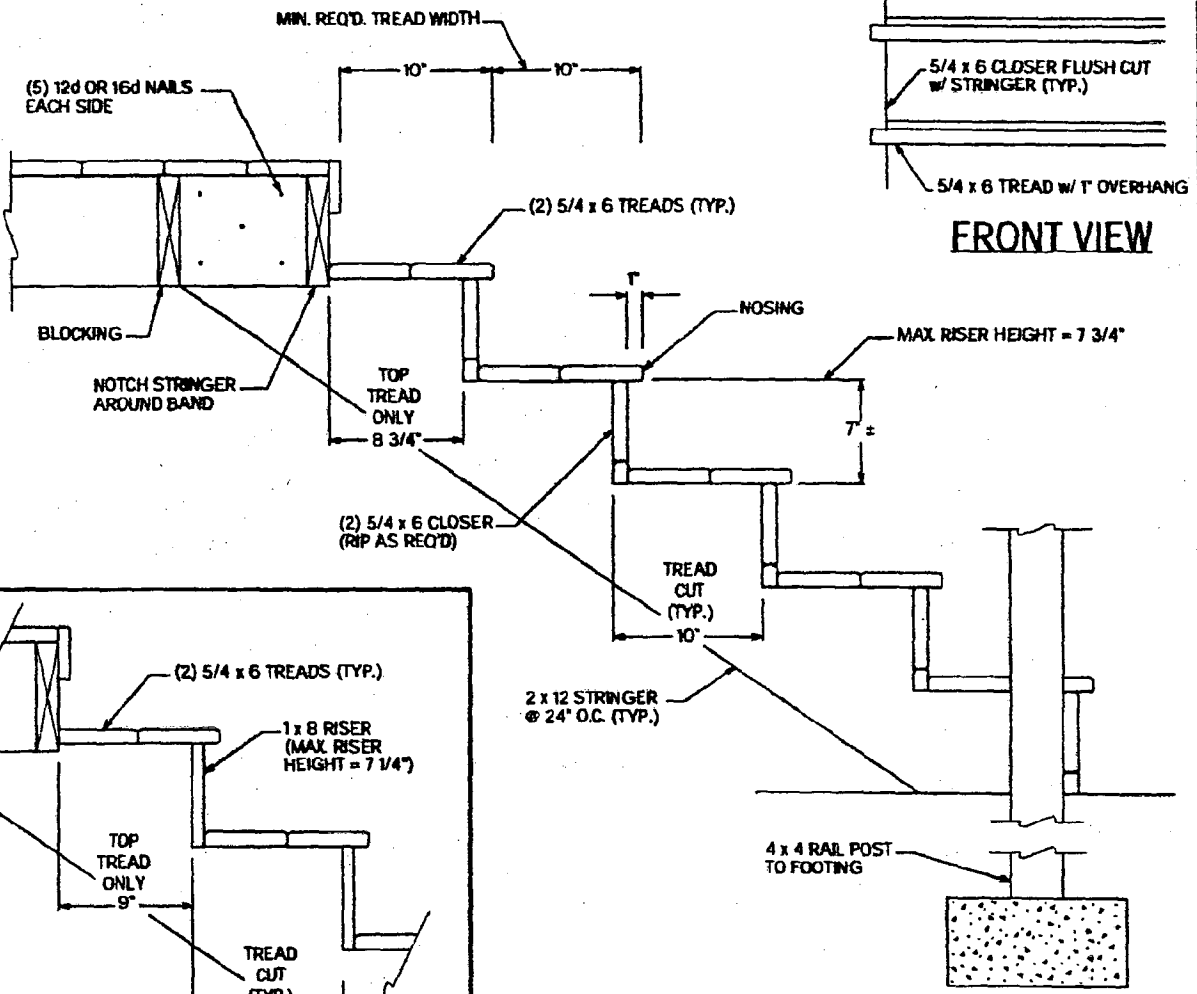 MIN. REQ'D. TREAD WIDTH
10"
10"
(5) 12d OR 16d NAILS
EACH SIDE
5/4 x 6 CLOSER FLUSH CUT
w/ STRINGER (TYP.)
5/4 x 6 TREAD w/ 1" OVERHANG
FRONT VIEW
(2) 5/4 x 6 TREADS (TYP.)
1"
NOSING
BLOCKING
MAX. RISER HEIGHT = 7 3/4"
NOTCH STRINGER
AROUND BAND
TOP
TREAD
ONLY
8 3/4"
7" ±
(2) 5/4 x 6 CLOSER
(RIP AS REQ'D)
TREAD
CUT
(TYP.)
10"
2 x 12 STRINGER
@ 24" O.C. (TYP.)
(2) 5/4 x 6 TREADS (TYP.)
1 x 8 RISER
(MAX. RISER
HEIGHT = 7 1/4")
TOP
TREAD
ONLY
9"
4 x 4 RAIL POST
TO FOOTING
TREAD
CUT
(TYP.)